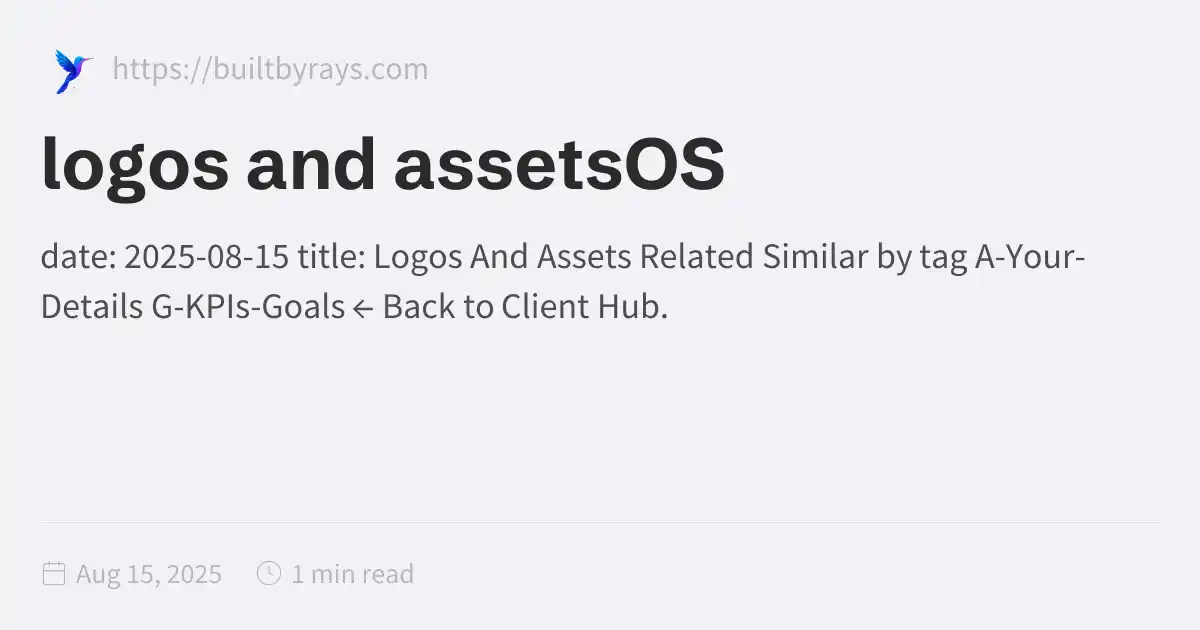 https://builtbyrays.com
logos and assetsOS
date: 2025-08-15 title: Logos And Assets Related Similar by tag A-Your-
Details G-KPIs-Goals ← Back to Client Hub.
Aug 15, 2025 1 min read